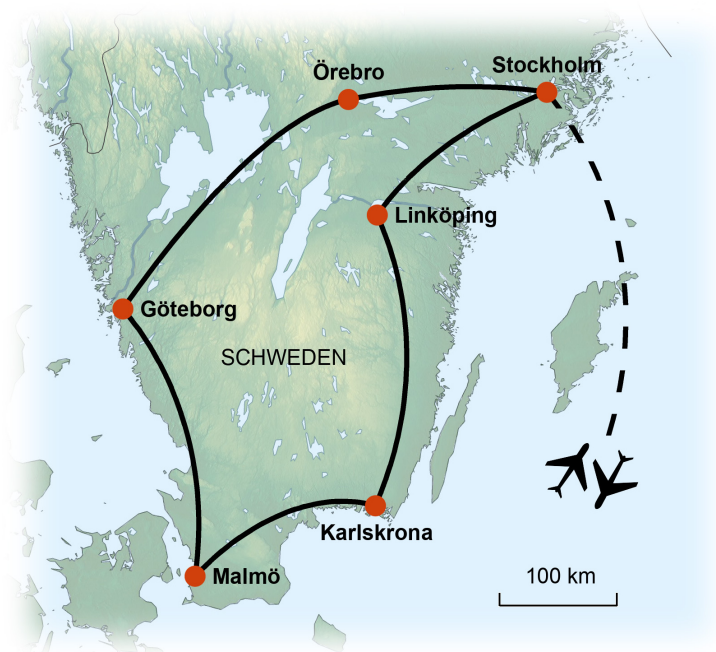 Stockholm
Örebro
Linköping
Göteborg
SCHWEDEN
Karlskrona
Malmö
100 km